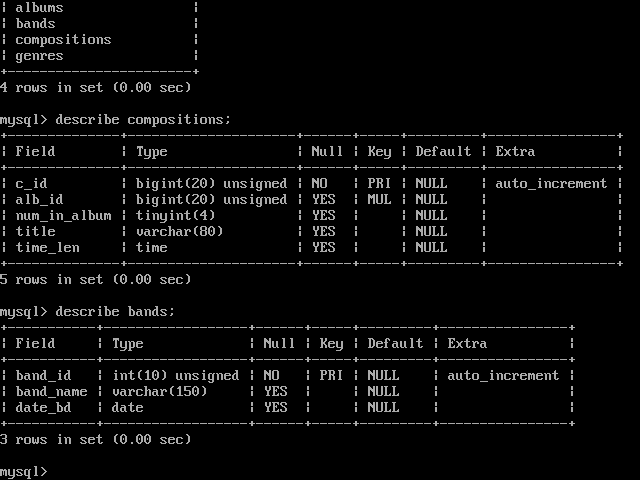 | albums                |
| bands                 |
| compositions          |
| genres                |
+-----------------------+
4 rows in set (0.00 sec)
mysql> describe compositions;
+--------------+---------------------+------+-----+---------+----------------+
| Field        | Type                | Null | Key | Default | Extra          |
+--------------+---------------------+------+-----+---------+----------------+
| c_id         | bigint(20) unsigned | NO   | PRI | NULL    | auto_increment |
| alb_id       | bigint(20) unsigned | YES  | MUL | NULL    |                |
| num_in_album | tinyint(4)          | YES  |     | NULL    |                |
| title        | varchar(80)         | YES  |     | NULL    |                |
| time_len     | time                | YES  |     | NULL    |                |
+--------------+---------------------+------+-----+---------+----------------+
5 rows in set (0.00 sec)
mysql> describe bands;
+-----------+------------------+------+-----+---------+----------------+
| Field     | Type             | Null | Key | Default | Extra          |
+-----------+------------------+------+-----+---------+----------------+
| band_id   | int(10) unsigned | NO   | PRI | NULL    | auto_increment |
| band_name | varchar(150)     | YES  |     | NULL    |                |
| date_bd   | date             | YES  |     | NULL    |                |
+-----------+------------------+------+-----+---------+----------------+
3 rows in set (0.00 sec)
mysql>